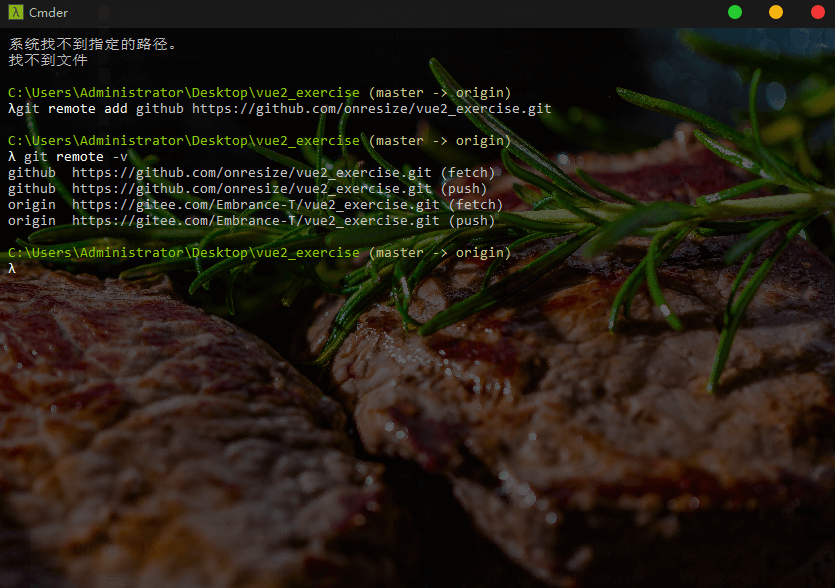 Cmder
系统找不到指定的路径。
找不到文件
C:\Users\Administrator\Desktop\vue2_exercise (master -> origin)
λgit remote add github https://github.com/onresize/vue2_exercise.git
C:\Users\Administrator\Desktop\vue2_exercise (master -> origin)
λ git remote -v
github  https://github.com/onresize/vue2_exercise.git (fetch)
github  https://github.com/onresize/vue2_exercise.git (push)
origin  https://gitee.com/Embrance-T/vue2_exercise.git (fetch)
origin  https://gitee.com/Embrance-T/vue2_exercise.git (push)
C:\Users\Administrator\Desktop\vue2_exercise (master -> origin)
λ